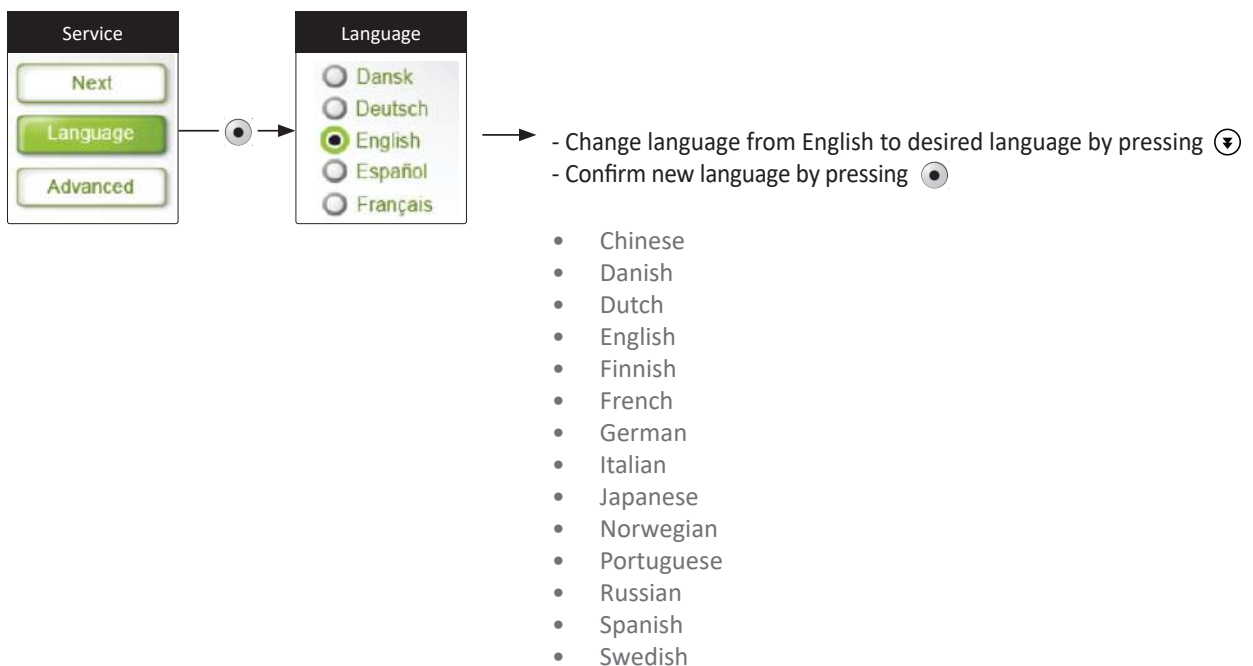 Service
Next
Language
Advanced
Language
Dansk
Deutsch
English
Español
Français
- Change language from English to desired language by pressing
- Confirm new language by pressing
• Chinese
• Danish
• Dutch
• English
• Finnish
• French
• German
• Italian
• Japanese
• Norwegian
• Portuguese
• Russian
• Spanish
• Swedish